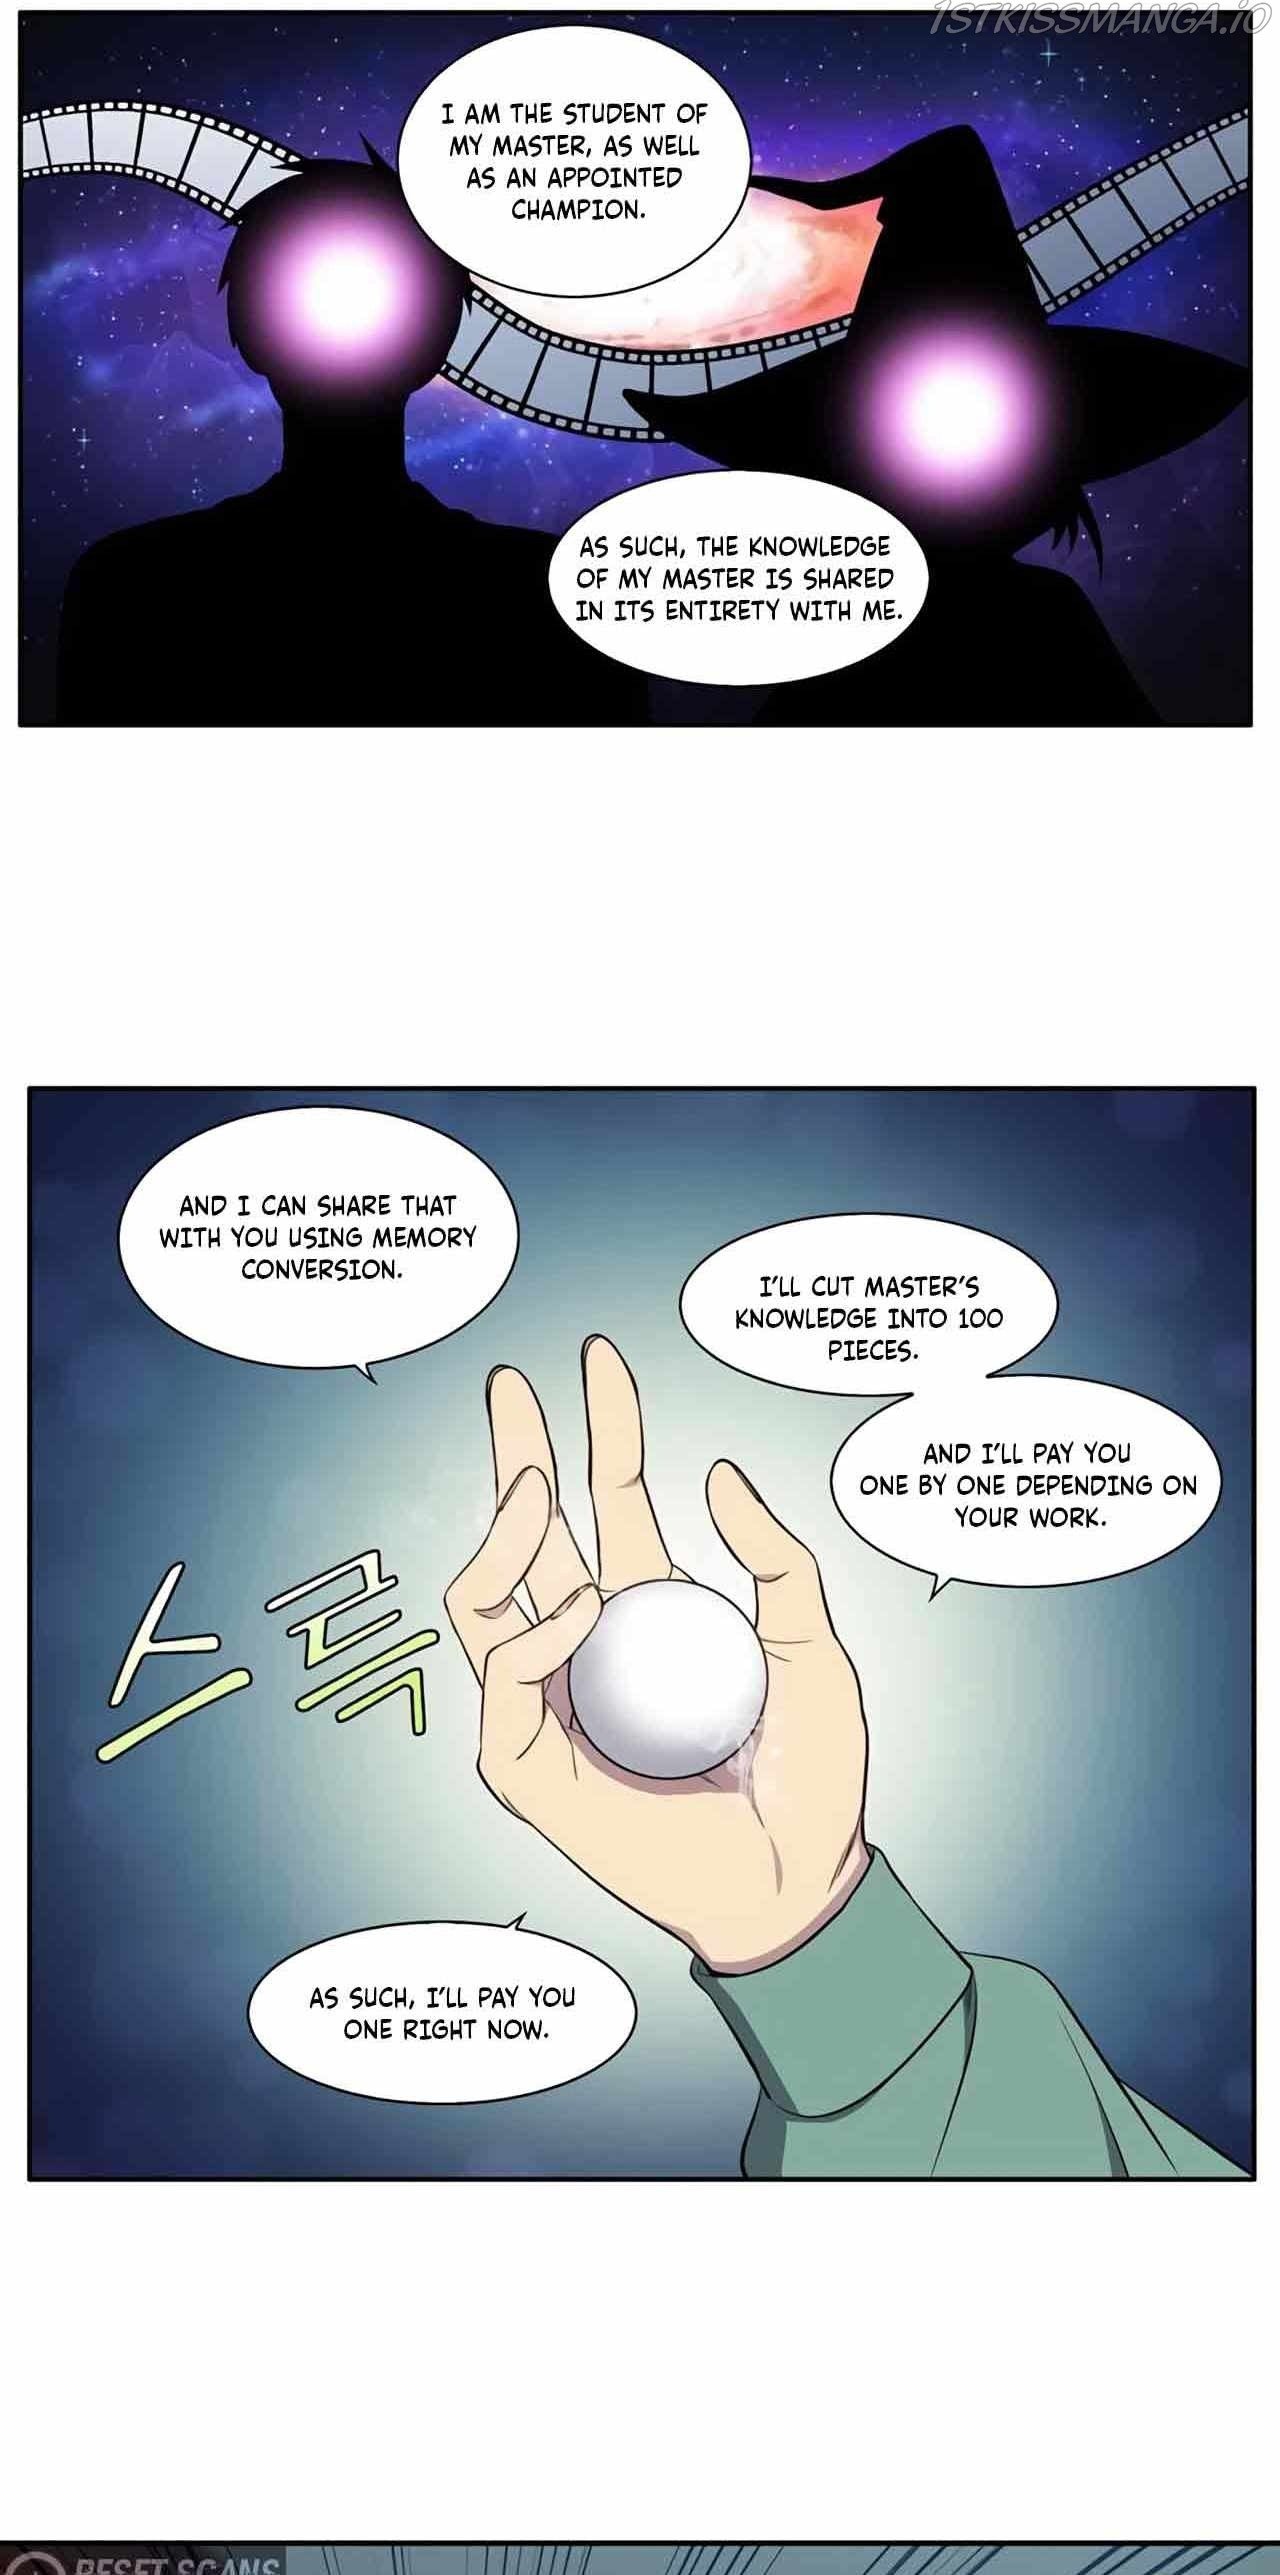 1STKISSMANGA.IO
I AM THE STUDENT OF
MY MASTER, AS WELL
AS AN APPOINTED
CHAMPION.
AS SUCH, THE KNOWLEDGE
OF MY MASTER IS SHARED
IN ITS ENTIRETY WITH ME.
AND I CAN SHARE THAT
WITH YOU USING MEMORY
CONVERSION.
I'LL CUT MASTER'S
KNOWLEDGE INTO 100
PIECES.
AND I'LL PAY YOU
ONE BY ONE DEPENDING ON
YOUR WORK.
스륵
AS SUCH, I'LL PAY YOU
ONE RIGHT NOW.
RESET SCANS